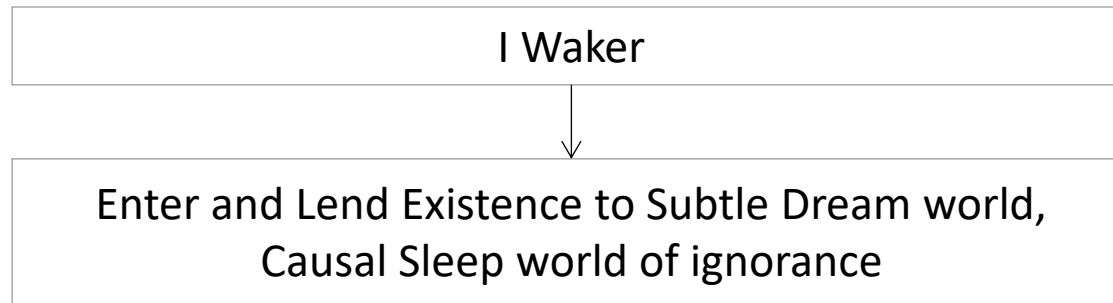 I Waker
Enter and Lend Existence to Subtle Dream world,
Causal Sleep world of ignorance